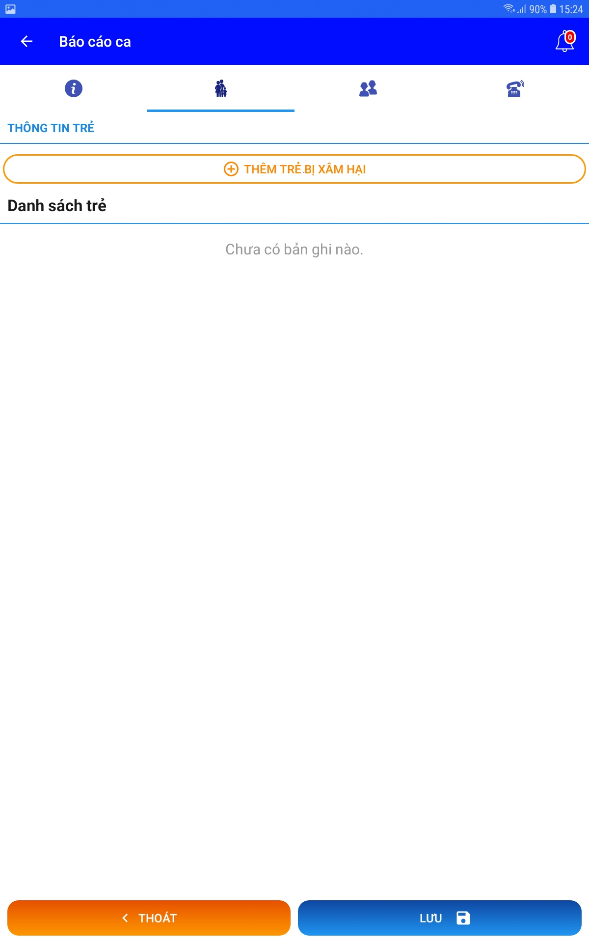 90% 15:24
Báo cáo ca
0
THÔNG TIN TRẺ
THÊM TRẺ BỊ XÂM HẠI
Danh sách trẻ
Chưa có bản ghi nào.
THOÁT
LƯU